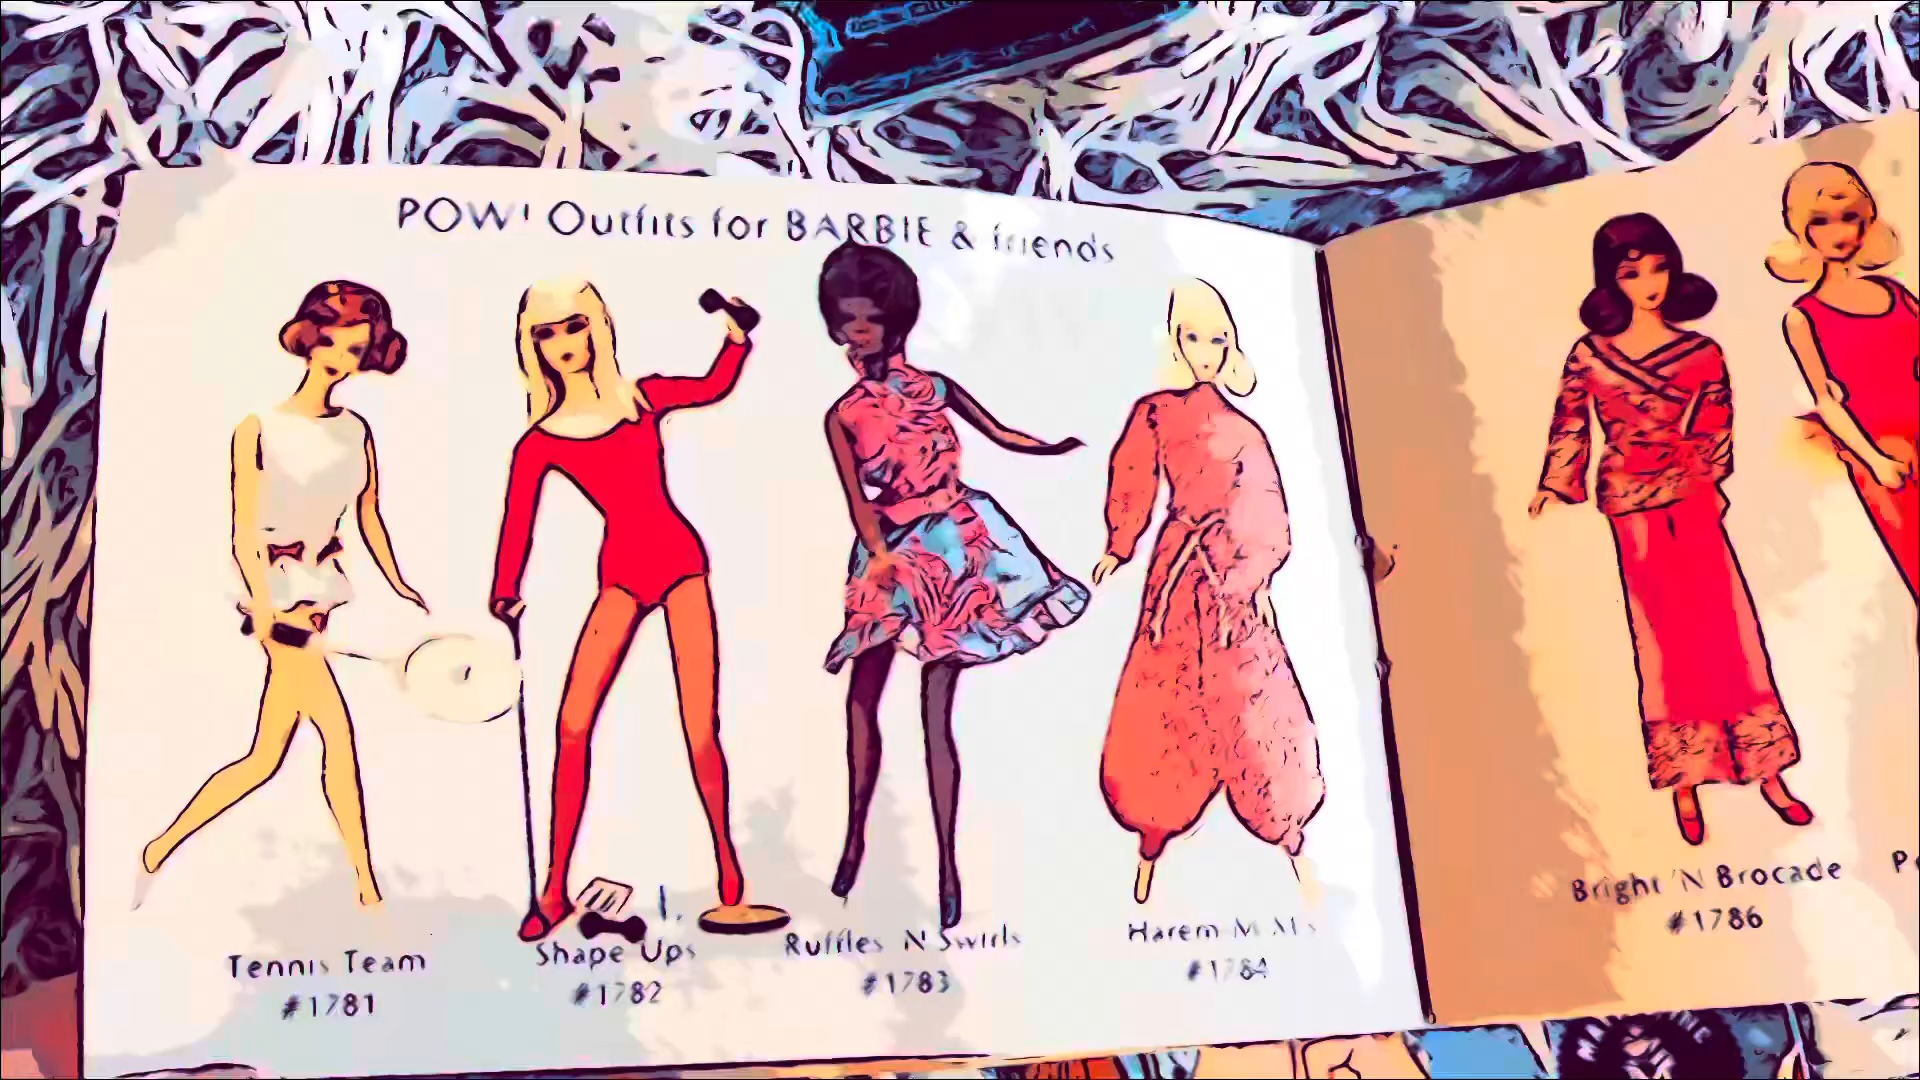 POW! Outfits for BARBIE & friends
Tennis Team
#1781
Shape Ups
#1782
Ruffles 'N Swirls
#1783
Harem
#1784
Bright 'N Brocade
#1786